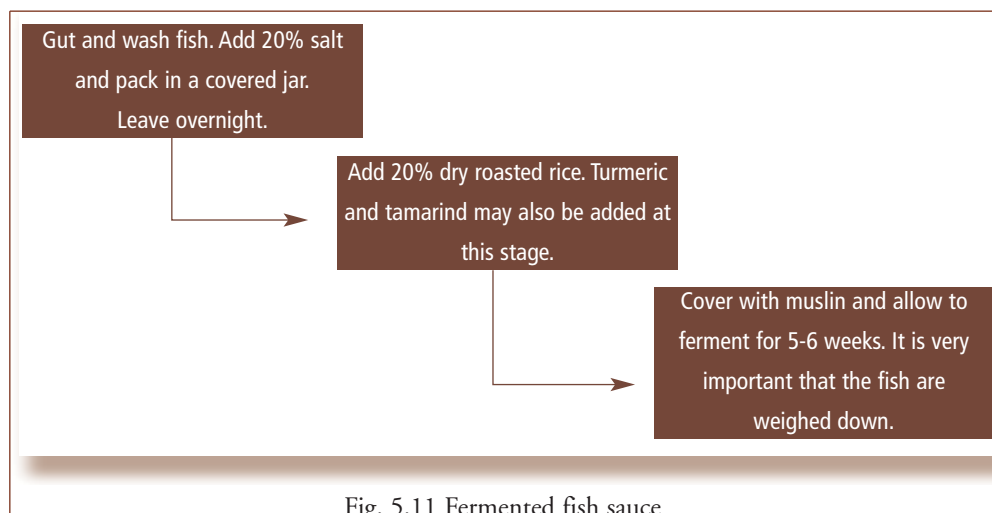 Gut and wash fish. Add 20% salt
and pack in a covered jar.
Leave overnight.
Add 20% dry roasted rice. Turmeric
and tamarind may also be added at
this stage.
Cover with muslin and allow to
ferment for 5-6 weeks. It is very
important that the fish are
weighed down.
Fig. 5.11 Fermented fish sauce